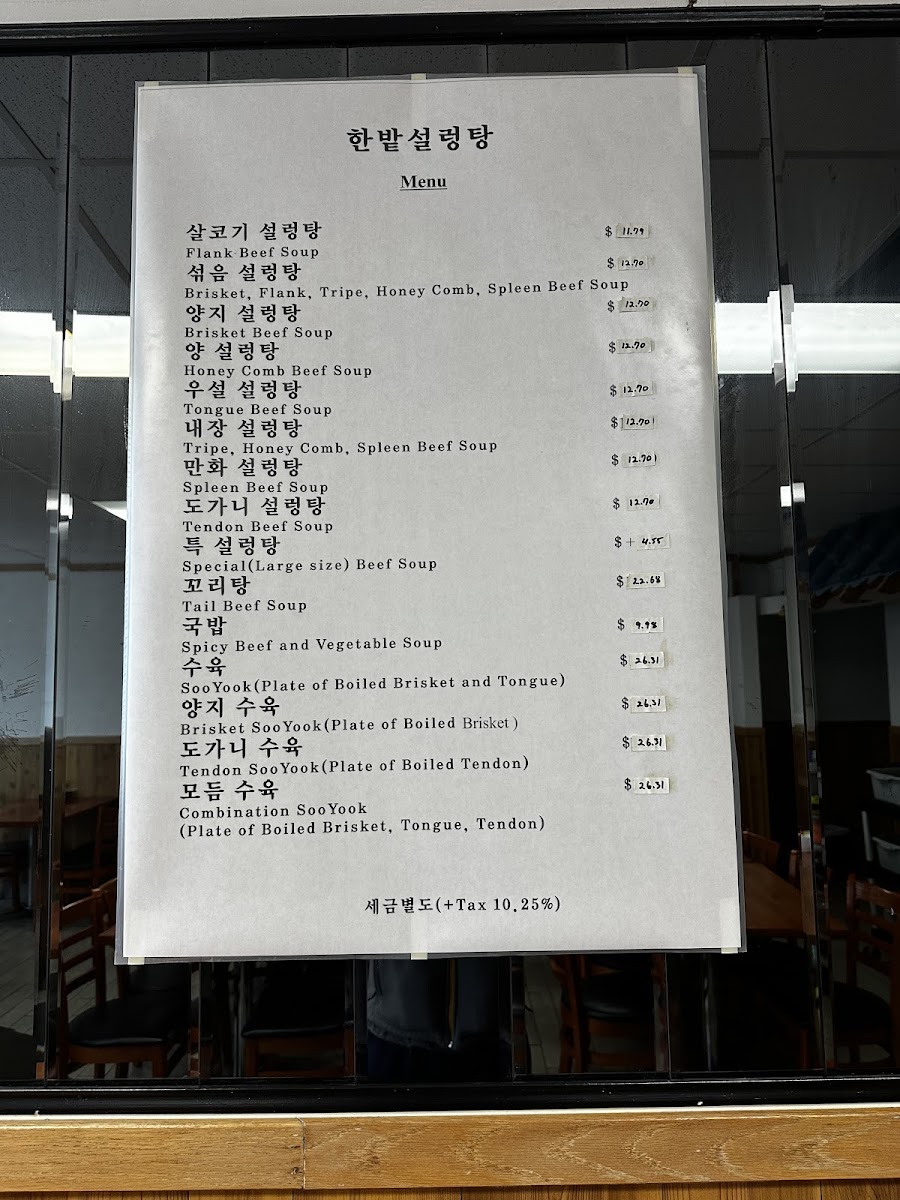 한밭설렁탕
Menu
살코기 설렁탕 $ 11.79
Flank Beef Soup
섞음 설렁탕 $ 12.70
Brisket, Flank, Tripe, Honey Comb, Spleen Beef Soup
양지 설렁탕 $ 12.70
Brisket Beef Soup
양 설렁탕 $ 12.70
Honey Comb Beef Soup
우설 설렁탕 $ 12.70
Tongue Beef Soup
내장 설렁탕 $ 12.70
Tripe, Honey Comb, Spleen Beef Soup
만화 설렁탕 $ 12.70
Spleen Beef Soup
도가니 설렁탕 $ 12.70
Tendon Beef Soup
특 설렁탕 $ + 4.55
Special(Large size) Beef Soup
꼬리탕 $ 22.68
Tail Beef Soup
국밥 $ 9.98
Spicy Beef and Vegetable Soup
수육 $ 26.31
SooYook(Plate of Boiled Brisket and Tongue)
양지 수육 $ 26.31
Brisket SooYook(Plate of Boiled Brisket )
도가니 수육 $ 26.31
Tendon SooYook(Plate of Boiled Tendon)
모듬 수육 $ 26.31
Combination SooYook
(Plate of Boiled Brisket, Tongue, Tendon)
세금별도(+Tax 10.25%)